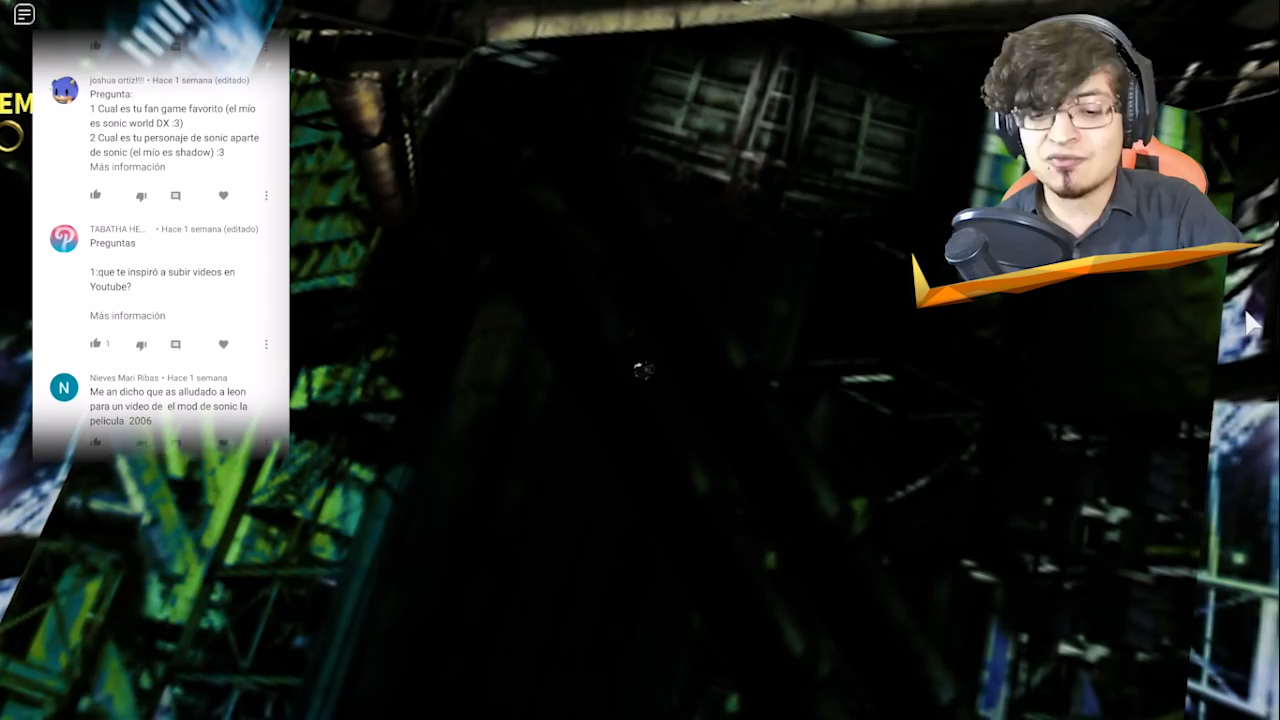 EM
joshua ortiz!!!! • Hace 1 semana (editado)
Pregunta:
1 Cual es tu fan game favorito (el mío
es sonic world DX :3)
2 Cual es tu personaje de sonic aparte
de sonic (el mío es shadow) :3
Más información
TABATHA HE... • Hace 1 semana (editado)
Preguntas
1:que te inspiró a subir videos en
Youtube?
Más información
1
N
Nieves Mari Ribas • Hace 1 semana
Me an dicho que as alludado a leon
para un video de el mod de sonic la
pelicula 2006